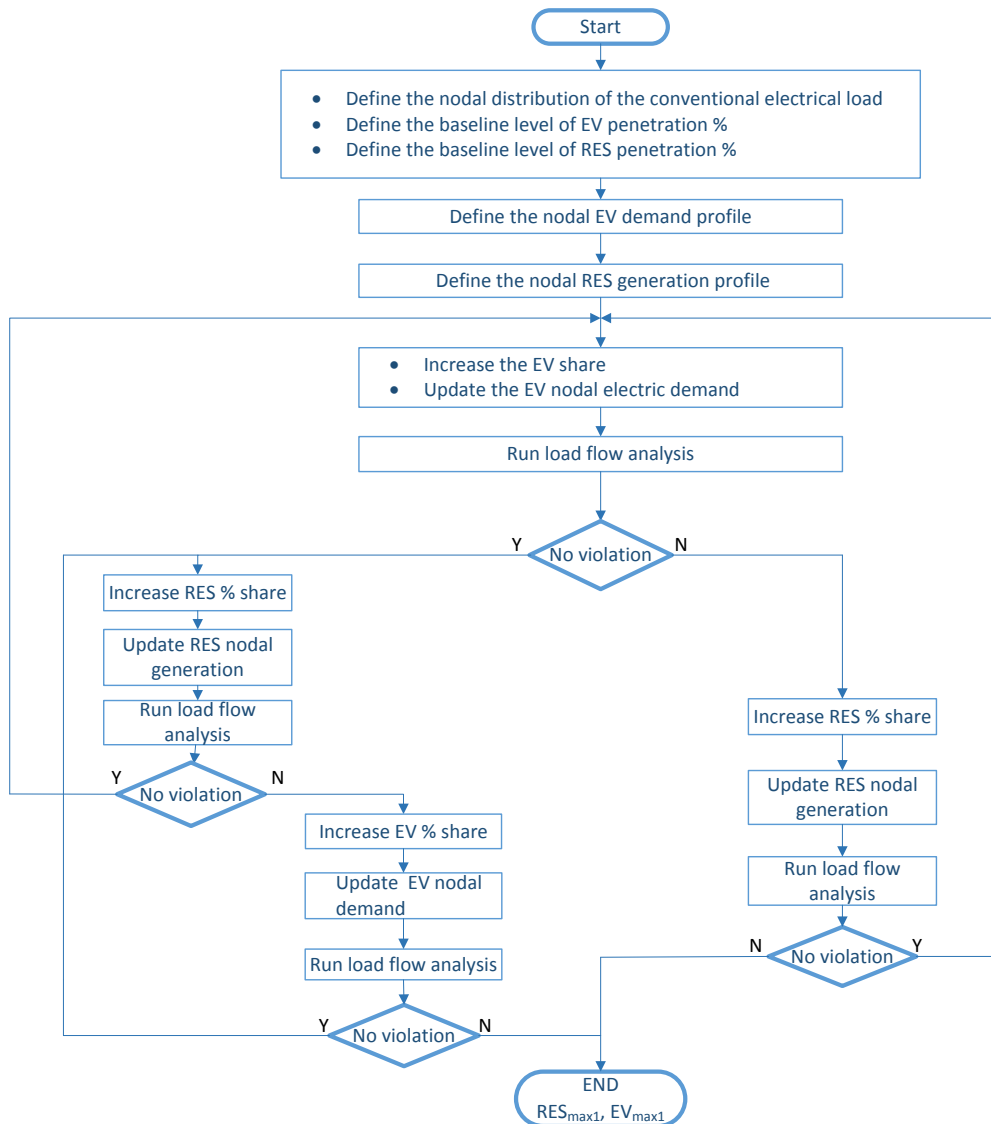 Start
• Define the nodal distribution of the conventional electrical load
• Define the baseline level of EV penetration %
• Define the baseline level of RES penetration %
Define the nodal EV demand profile
Define the nodal RES generation profile
• Increase the EV share
• Update the EV nodal electric demand
Run load flow analysis
Y
No violation
N
Increase RES % share
Update RES nodal
generation
Run load flow
analysis
Y
No violation
N
Increase EV % share
Update EV nodal
demand
Run load flow analysis
Y
No violation
N
Increase RES % share
Update RES nodal
generation
Run load flow
analysis
N
No violation
Y
END
RESmax1, EVmax1